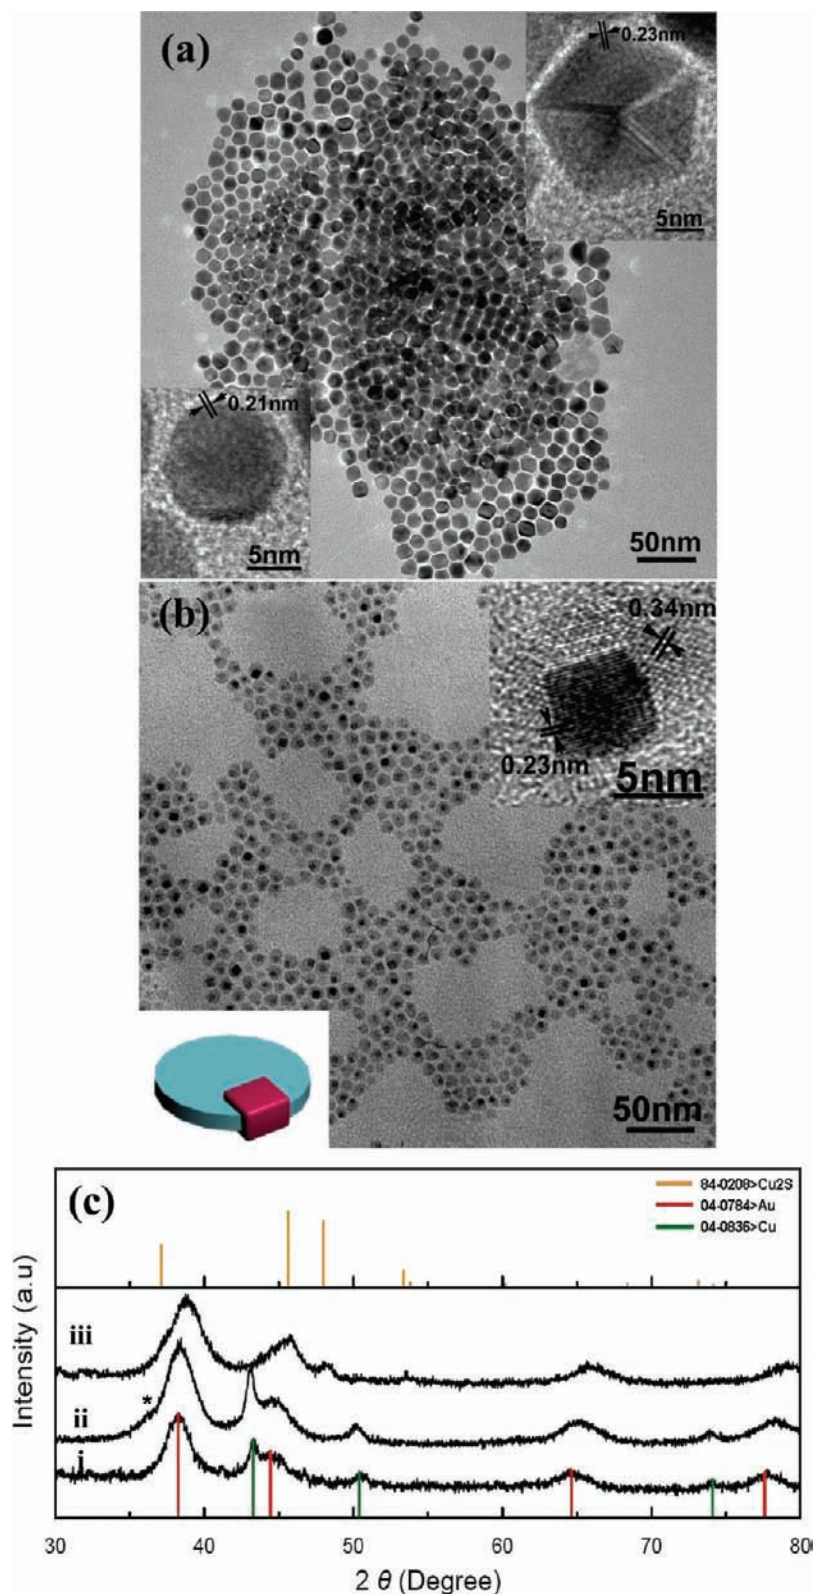 (a)
0.23nm
5nm
0.21nm
5nm
50nm
(b)
0.34nm
0.23nm
5nm
50nm
(c)
84-0208>Cu2S
04-0784>Au
04-0836>Cu
Intensity (a.u)
iii
*
ii
i
30 40 50 60 70 80
2 θ (Degree)